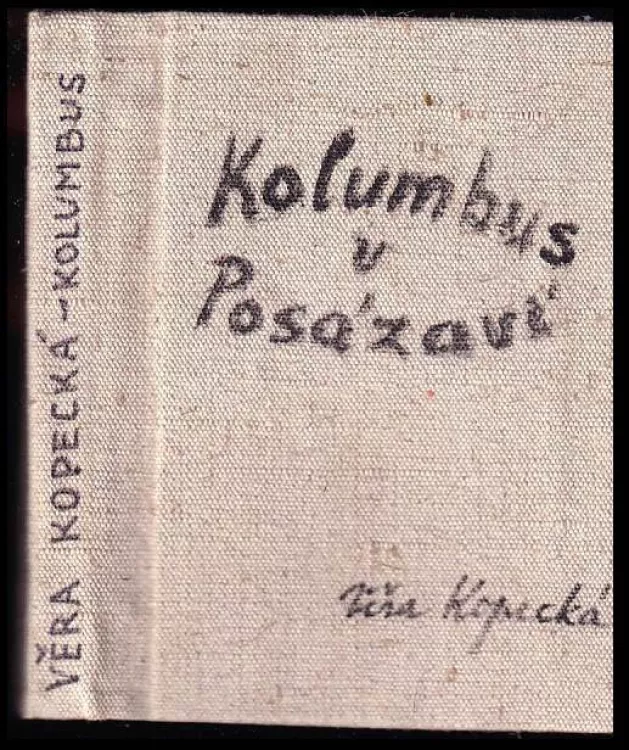 VĚRA KOPECKÁ - KOLUMBUS
Kolumbus
v
Posázaví
Věra Kopecká